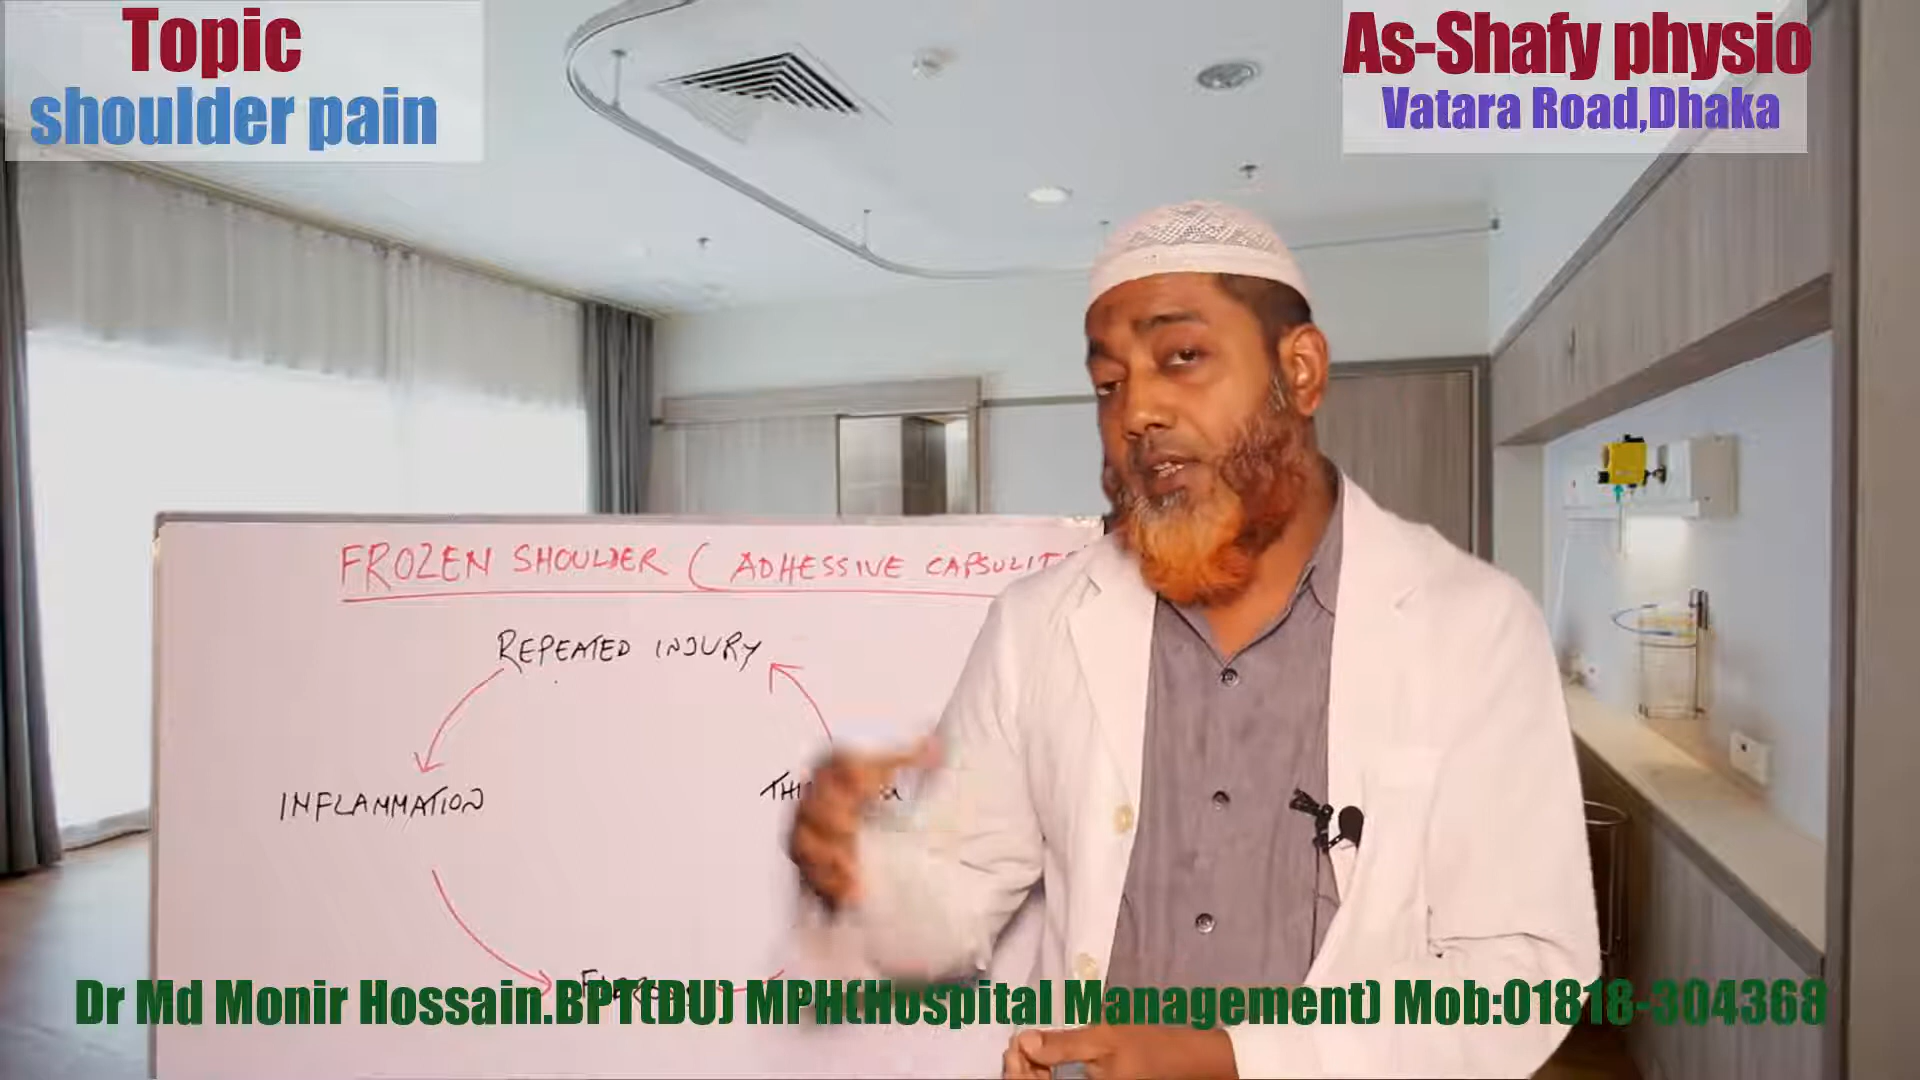 Topic
shoulder pain
As-Shafy physio
Vatara Road,Dhaka
FROZEN SHOULDER ( ADHESSIVE
REPEATED INJURY
INFLAMMATION
Dr Md Monir Hossain.BPT(DU) MPH(Hospital Management) Mob:01818-304368